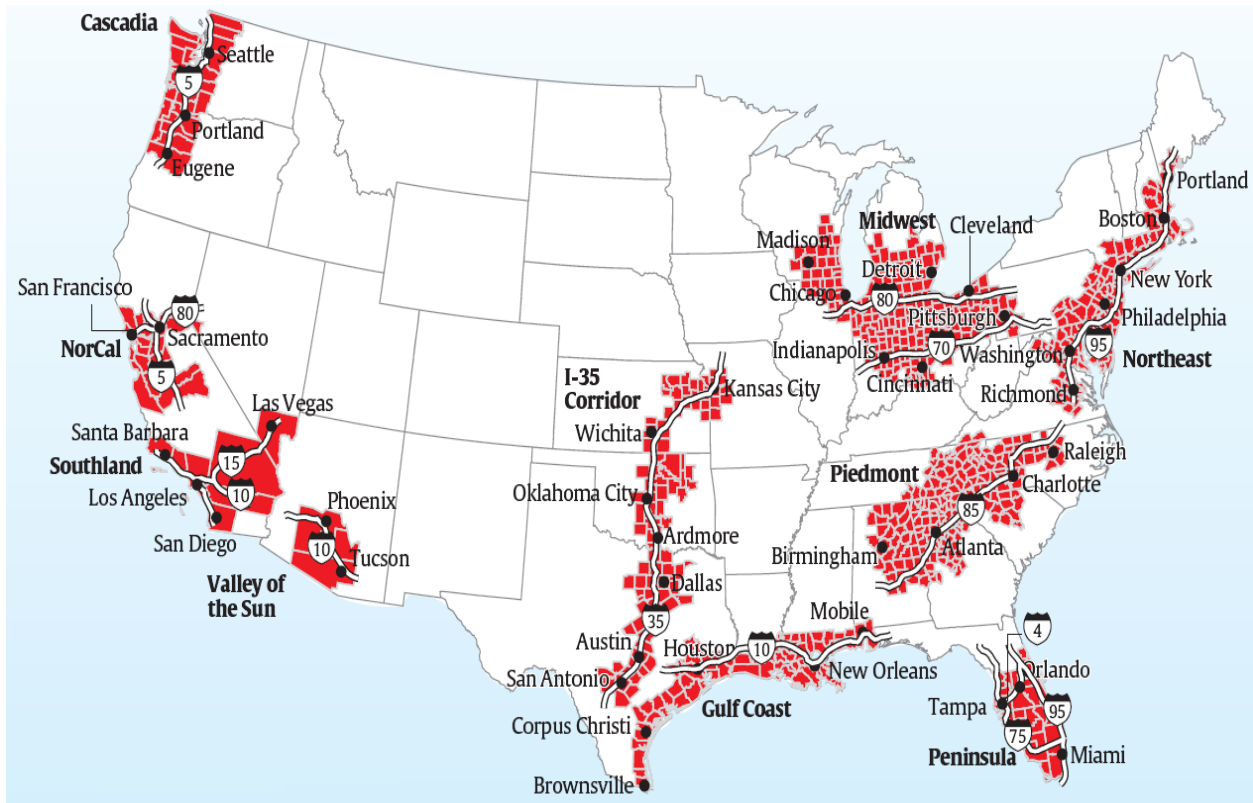 Cascadia
Seattle
5
Portland
Eugene
San Francisco
80
Sacramento
NorCal
5
Las Vegas
Santa Barbara
15
Southland
10
Los Angeles
San Diego
Phoenix
10
Tucson
Valley of
the Sun
I-35
Corridor
Kansas City
Wichita
Oklahoma City
Ardmore
Dallas
35
Austin
San Antonio
Corpus Christi
Brownsville
Houston
10
Mobile
New Orleans
Gulf Coast
Midwest
Madison
Cleveland
Detroit
Chicago
80
Pittsburgh
Indianapolis
70
Cincinnati
Portland
Boston
New York
Philadelphia
Washington
95
Northeast
Richmond
Piedmont
Raleigh
Charlotte
85
Birmingham
Atlanta
4
Orlando
Tampa
95
75
Peninsula
Miami